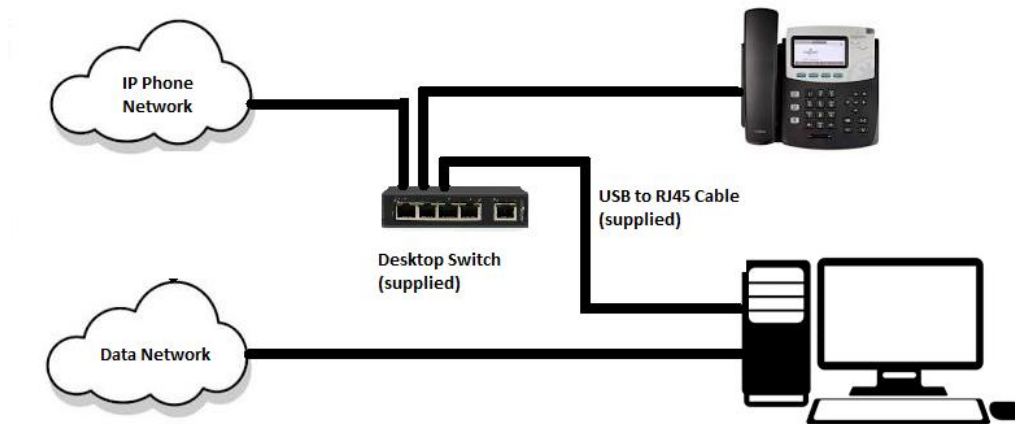 IP Phone
Network
USB to RJ45 Cable
(supplied)
Desktop Switch
(supplied)
Data Network